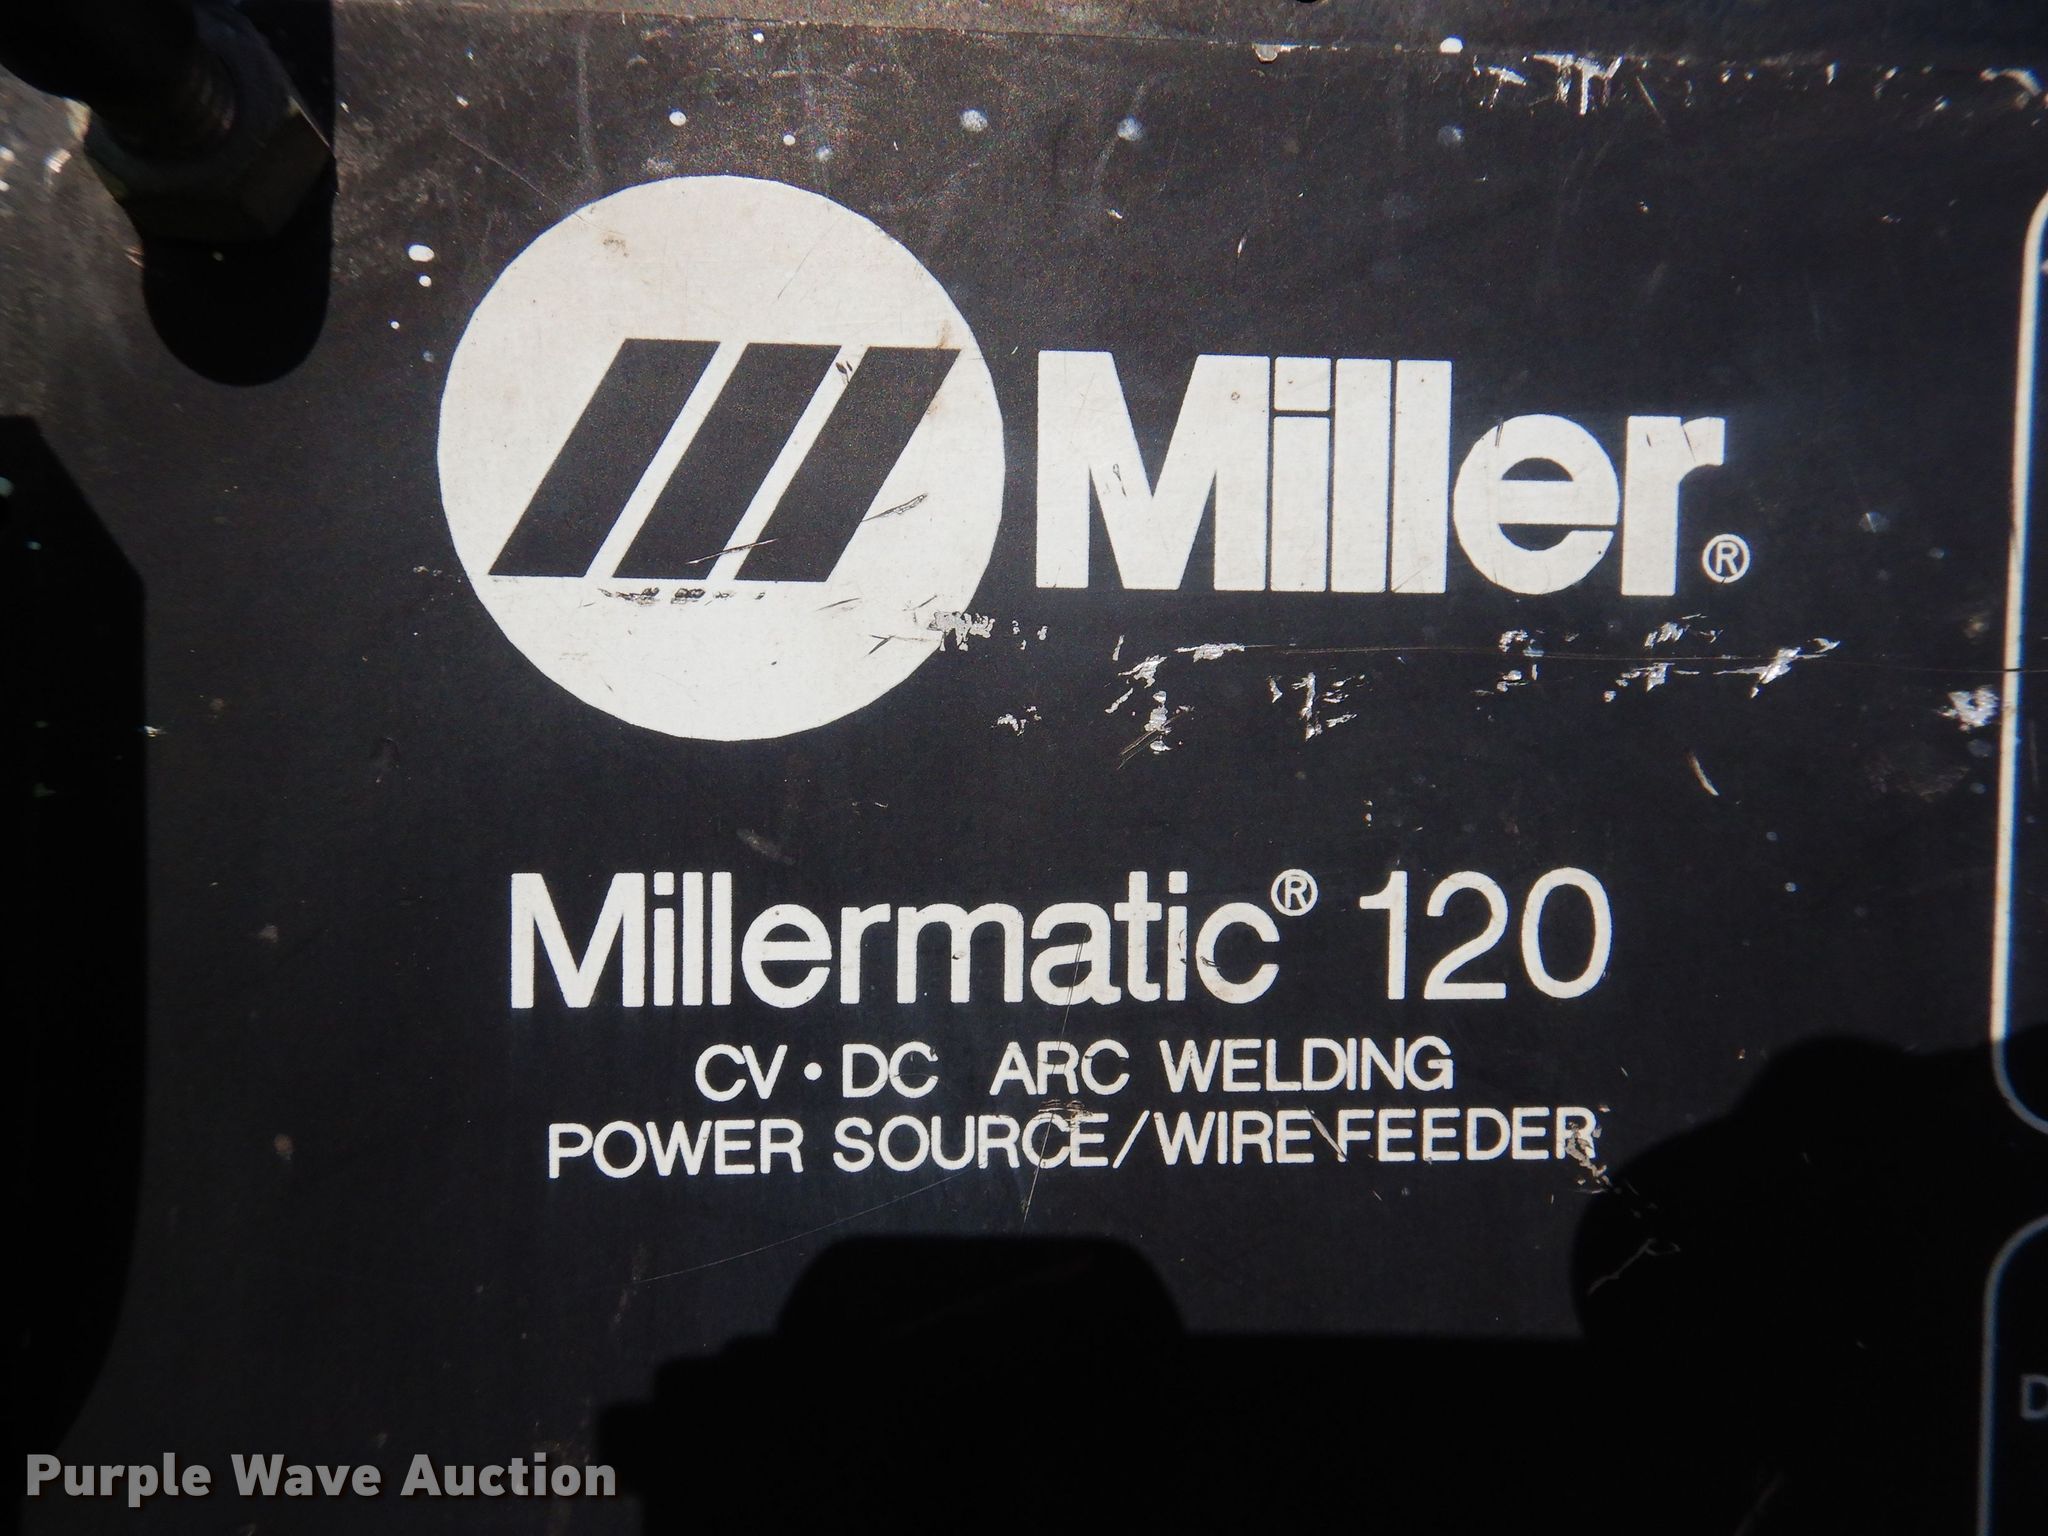 Miller®
Millermatic® 120
CV • DC ARC WELDING
POWER SOURCE/WIRE FEEDER
D
Purple Wave Auction